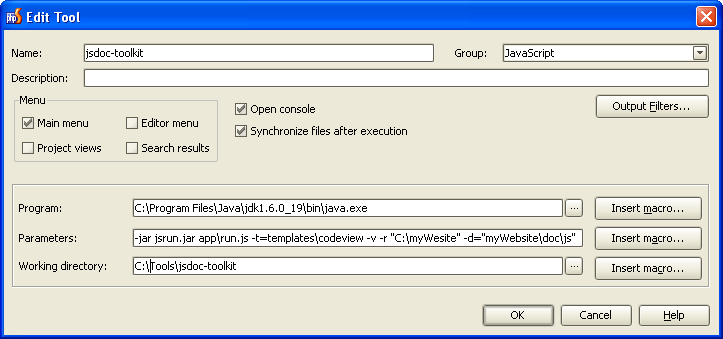 Edit Tool
Name: jsdoc-toolkit Group: JavaScript
Description:
Menu
Main menu Editor menu Open console Output Filters...
Project views Search results Synchronize files after execution
Program: C:\Program Files\Java\jdk1.6.0_19\bin\java.exe ... Insert macro...
Parameters: -jar jsrun.jar app\run.js -t=templates\codeview -v -r "C:\myWesite" -d="myWebsite\doc\js" Insert macro...
Working directory: C:\Tools\jsdoc-toolkit ... Insert macro...
OK Cancel Help